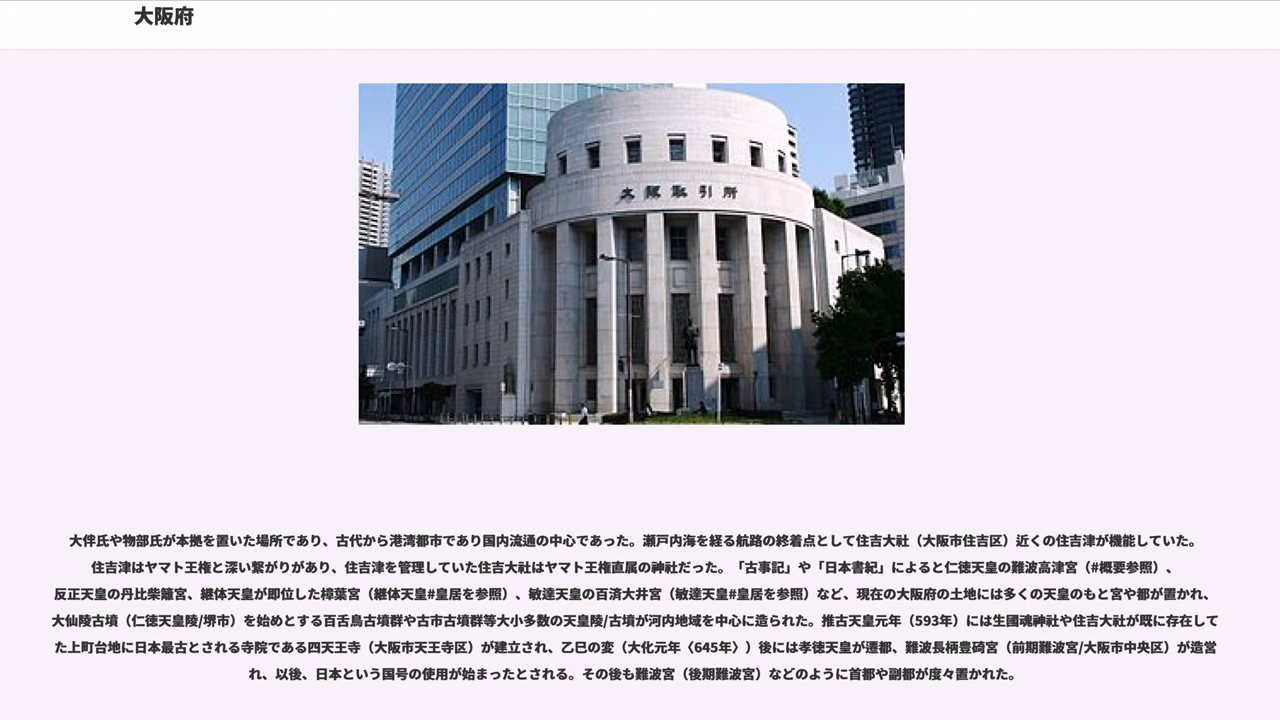 大阪府
大阪取引所
大伴氏や物部氏が本拠を置いた場所であり、古代から港湾都市であり国内流通の中心であった。瀬戸内海を経る航路の終着点として住吉大社（大阪市住吉区）近くの住吉津が機能していた。
住吉津はヤマト王権と深い繋がりがあり、住吉津を管理していた住吉大社はヤマト王権直属の神社だった。「古事記」や「日本書紀」によると仁徳天皇の難波高津宮（#概要参照）、
反正天皇の丹比柴籬宮、継体天皇が即位した樟葉宮（継体天皇#皇居を参照）、敏達天皇の百済大井宮（敏達天皇#皇居を参照）など、現在の大阪府の土地には多くの天皇のもと宮や都が置かれ、
大仙陵古墳（仁徳天皇陵/堺市）を始めとする百舌鳥古墳群や古市古墳群等大小多数の天皇陵/古墳が河内地域を中心に造られた。推古天皇元年（593年）には生國魂神社や住吉大社が既に存在して
た上町台地に日本最古とされる寺院である四天王寺（大阪市天王寺区）が建立され、乙巳の変（大化元年〈645年〉）後には孝徳天皇が遷都、難波長柄豊碕宮（前期難波宮/大阪市中央区）が造営
れ、以後、日本という国号の使用が始まったとされる。その後も難波宮（後期難波宮）などのように首都や副都が度々置かれた。